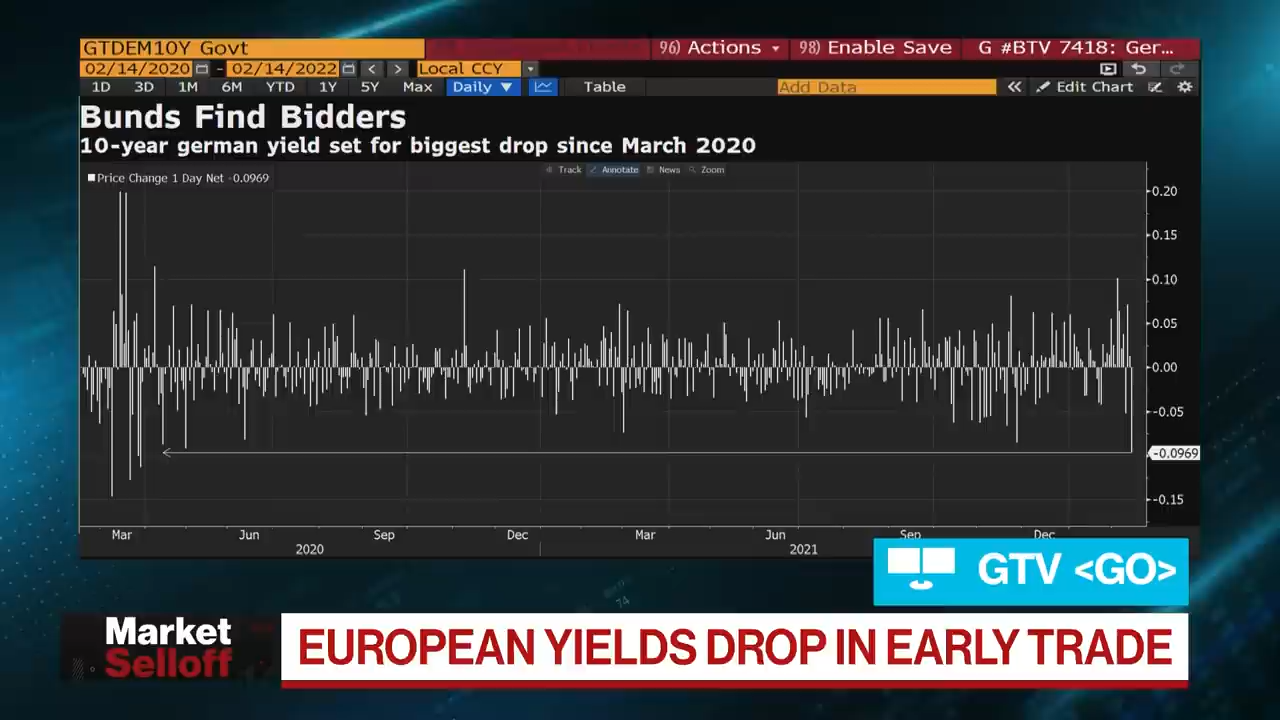 GTDEM10Y Govt
96) Actions
98) Enable Save
G #BTV 7418: Ger...
02/14/2020 - 02/14/2022 < > Local CCY
1D 3D 1M 6M YTD 1Y 5Y Max Daily ▼ Table Add Data « Edit Chart
Bunds Find Bidders
10-year german yield set for biggest drop since March 2020
Track Annotate News Zoom
Price Change 1 Day Net -0.0969
0.20
0.15
0.10
0.05
0.00
-0.05
-0.0969
-0.15
Mar Jun Sep Dec Mar Jun Sep Dec
2020 2021
GTV <GO>
Market
Selloff
EUROPEAN YIELDS DROP IN EARLY TRADE